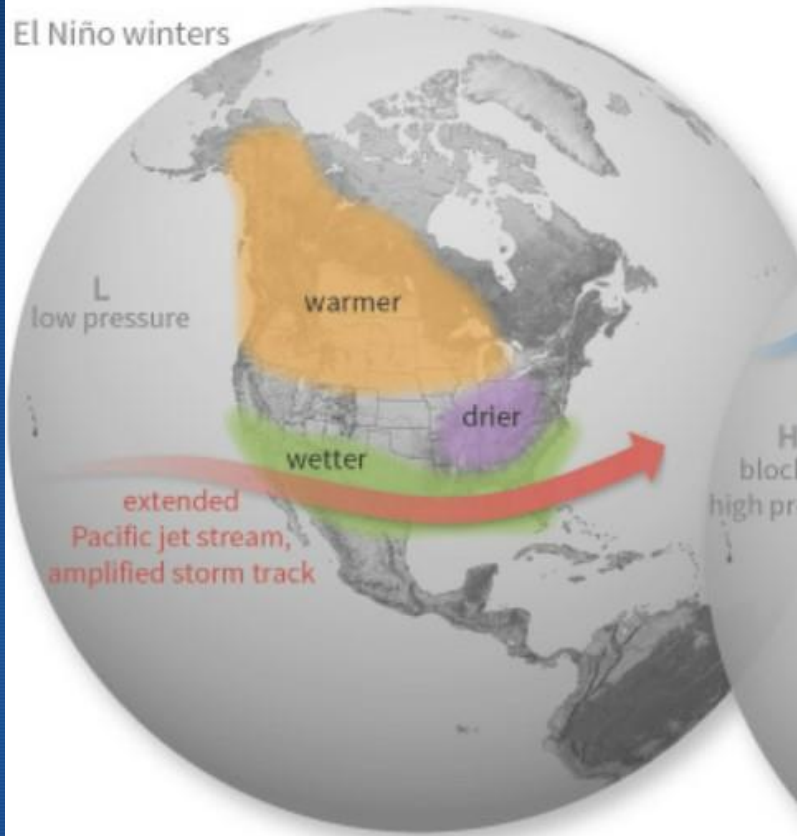 El Niño winters
L
low pressure
warmer
drier
wetter
extended
Pacific jet stream,
amplified storm track
H